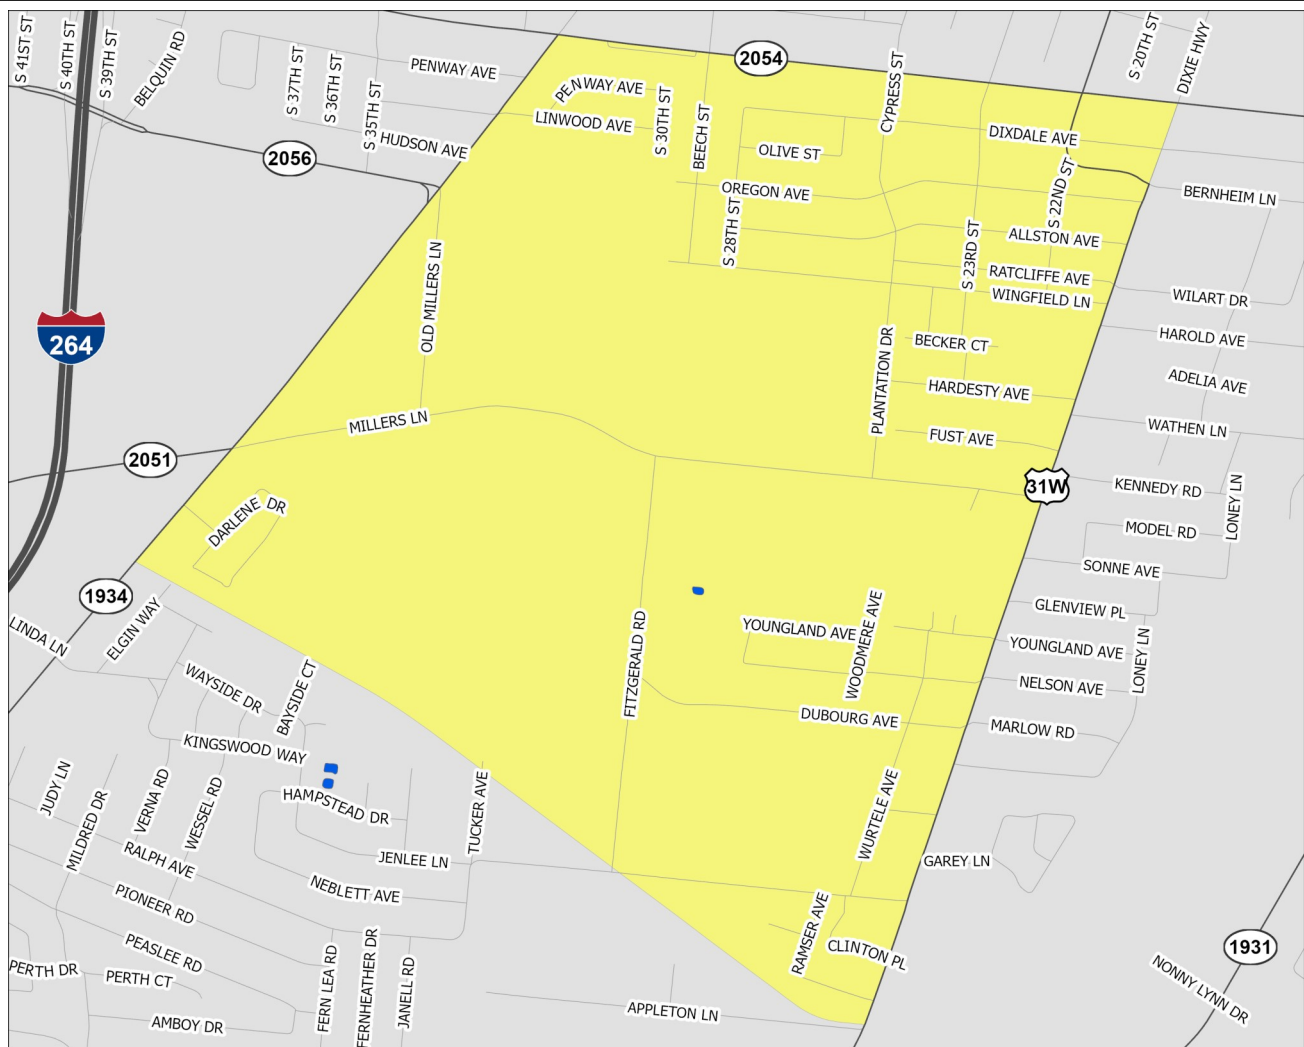 S 41ST ST
S 40TH ST
S 39TH ST
BELQUIN RD
S 37TH ST
S 36TH ST
S 35TH ST
PENWAY AVE
HUDSON AVE
2056
2054
PENWAY AVE
LINWOOD AVE
S 30TH ST
BEECH ST
CYPRESS ST
S 20TH ST
DIXIE HWY
DIXDALE AVE
OLIVE ST
OREGON AVE
S 28TH ST
S 22ND ST
BERNHEIM LN
ALLSTON AVE
S 23RD ST
RATCLIFFE AVE
WINGFIELD LN
WILART DR
OLD MILLERS LN
264
HAROLD AVE
BECKER CT
PLANTATION DR
ADELIA AVE
HARDESTY AVE
MILLERS LN
WATHEN LN
FUST AVE
2051
31W
KENNEDY RD
LONEY LN
DARLENE DR
MODEL RD
SONNE AVE
1934
GLENVIEW PL
LINDA LN
ELGIN WAY
FITZGERALD RD
YOUNGLAND AVE
WOODMERE AVE
YOUNGLAND AVE
LONEY LN
WAYSIDE DR
BAYSIDE CT
NELSON AVE
DUBOURG AVE
MARLOW RD
KINGSWOOD WAY
JUDY LN
MILDRED DR
VERNA RD
WESSEL RD
HAMPSTEAD DR
TUCKER AVE
WURTELE AVE
RALPH AVE
JENLEE LN
GAREY LN
NEBLETT AVE
PIONEER RD
RAMSER AVE
CLINTON PL
1931
PEASLEE RD
PERTH DR
PERTH CT
FERN LEA RD
FERNHEATHER DR
JANELL RD
NONNY LYNN DR
APPLETON LN
AMBOY DR